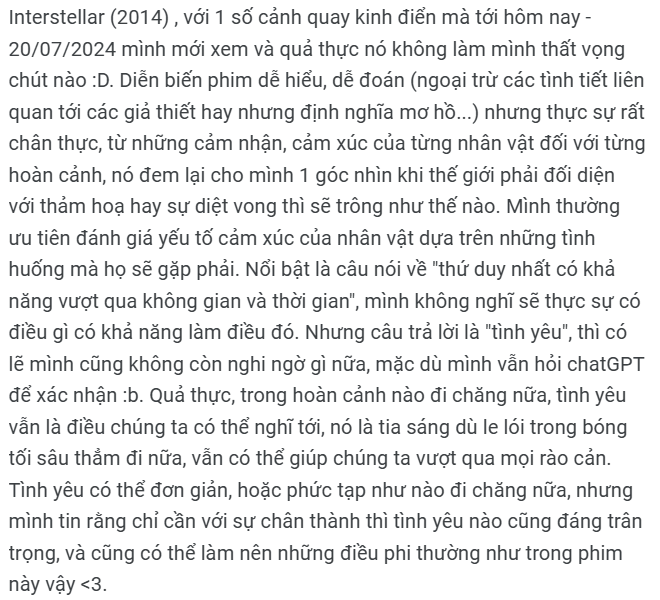 Interstellar (2014) , với 1 số cảnh quay kinh điển mà tới hôm nay -
20/07/2024 mình mới xem và quả thực nó không làm mình thất vọng
chút nào :D. Diễn biến phim dễ hiểu, dễ đoán (ngoại trừ các tình tiết liên
quan tới các giả thiết hay nhưng định nghĩa mơ hồ...) nhưng thực sự rất
chân thực, từ những cảm nhận, cảm xúc của từng nhân vật đối với từng
hoàn cảnh, nó đem lại cho mình 1 góc nhìn khi thế giới phải đối diện
với thảm hoạ hay sự diệt vong thì sẽ trông như thế nào. Mình thường
ưu tiên đánh giá yếu tố cảm xúc của nhân vật dựa trên những tình
huống mà họ sẽ gặp phải. Nổi bật là câu nói về "thứ duy nhất có khả
năng vượt qua không gian và thời gian", mình không nghĩ sẽ thực sự có
điều gì có khả năng làm điều đó. Nhưng câu trả lời là "tình yêu", thì có
lẽ mình cũng không còn nghi ngờ gì nữa, mặc dù mình vẫn hỏi chatGPT
để xác nhận :b. Quả thực, trong hoàn cảnh nào đi chăng nữa, tình yêu
vẫn là điều chúng ta có thể nghĩ tới, nó là tia sáng dù le lói trong bóng
tối sâu thẳm đi nữa, vẫn có thể giúp chúng ta vượt qua mọi rào cản.
Tình yêu có thể đơn giản, hoặc phức tạp như nào đi chăng nữa, nhưng
mình tin rằng chỉ cần với sự chân thành thì tình yêu nào cũng đáng trân
trọng, và cũng có thể làm nên những điều phi thường như trong phim
này vậy <3.